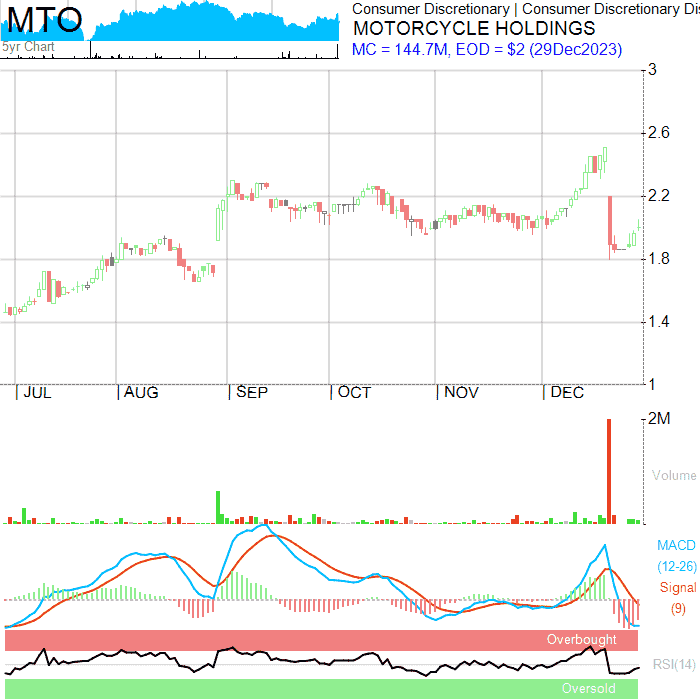 MTO
5yr Chart
Consumer Discretionary | Consumer Discretionary Dis
MOTORCYCLE HOLDINGS
MC = 144.7M, EOD = $2 (29Dec2023)
3
2.6
2.2
1.8
1.4
1
| JUL | AUG | SEP | OCT | NOV | DEC
2M
Volume
MACD
(12-26)
Signal
(9)
Overbought
RSI(14)
Oversold